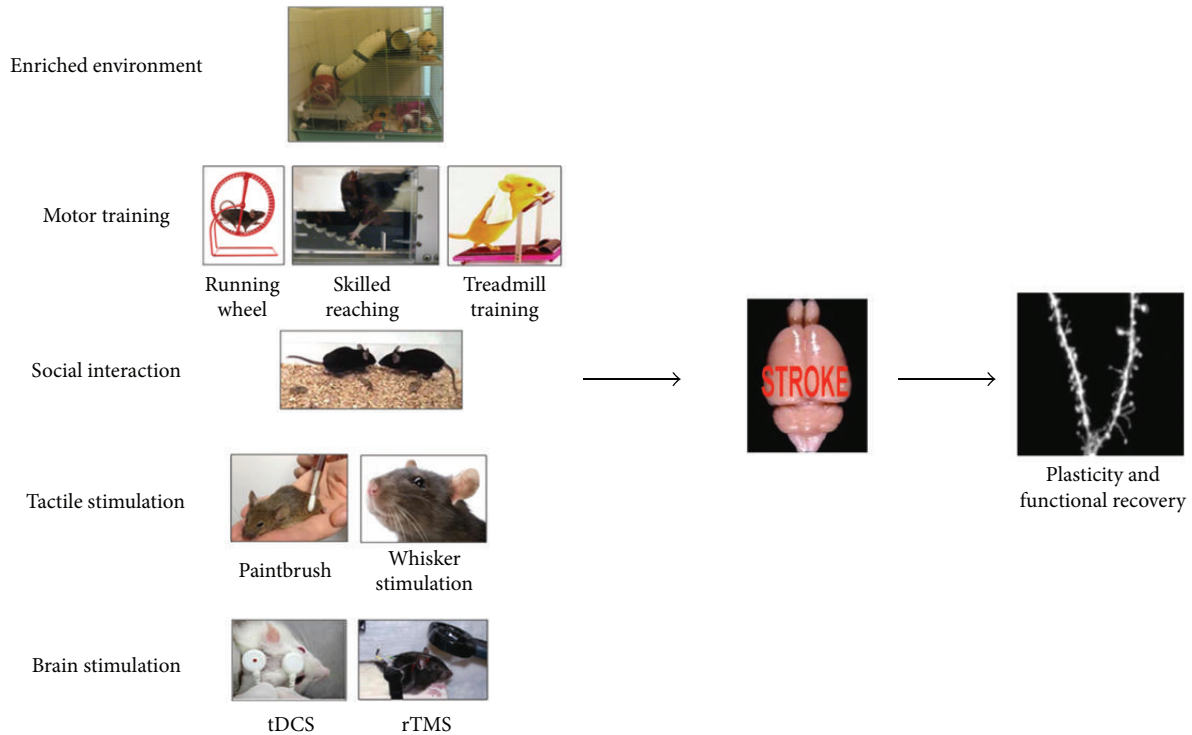 Enriched environment
Motor training
Running
wheel
Skilled
reaching
Treadmill
training
Social interaction
STROKE
Plasticity and
functional recovery
Tactile stimulation
Paintbrush
Whisker
stimulation
Brain stimulation
tDCS
rTMS